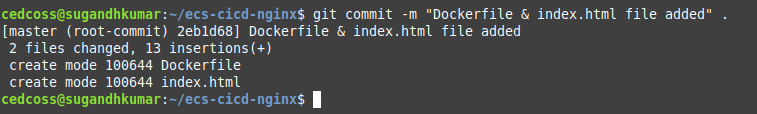 cedcoss@sugandhkumar:~/ecs-cicd-nginx$ git commit -m "Dockerfile & index.html file added" .
[master (root-commit) 2eb1d68] Dockerfile & index.html file added
 2 files changed, 13 insertions(+)
 create mode 100644 Dockerfile
 create mode 100644 index.html
cedcoss@sugandhkumar:~/ecs-cicd-nginx$